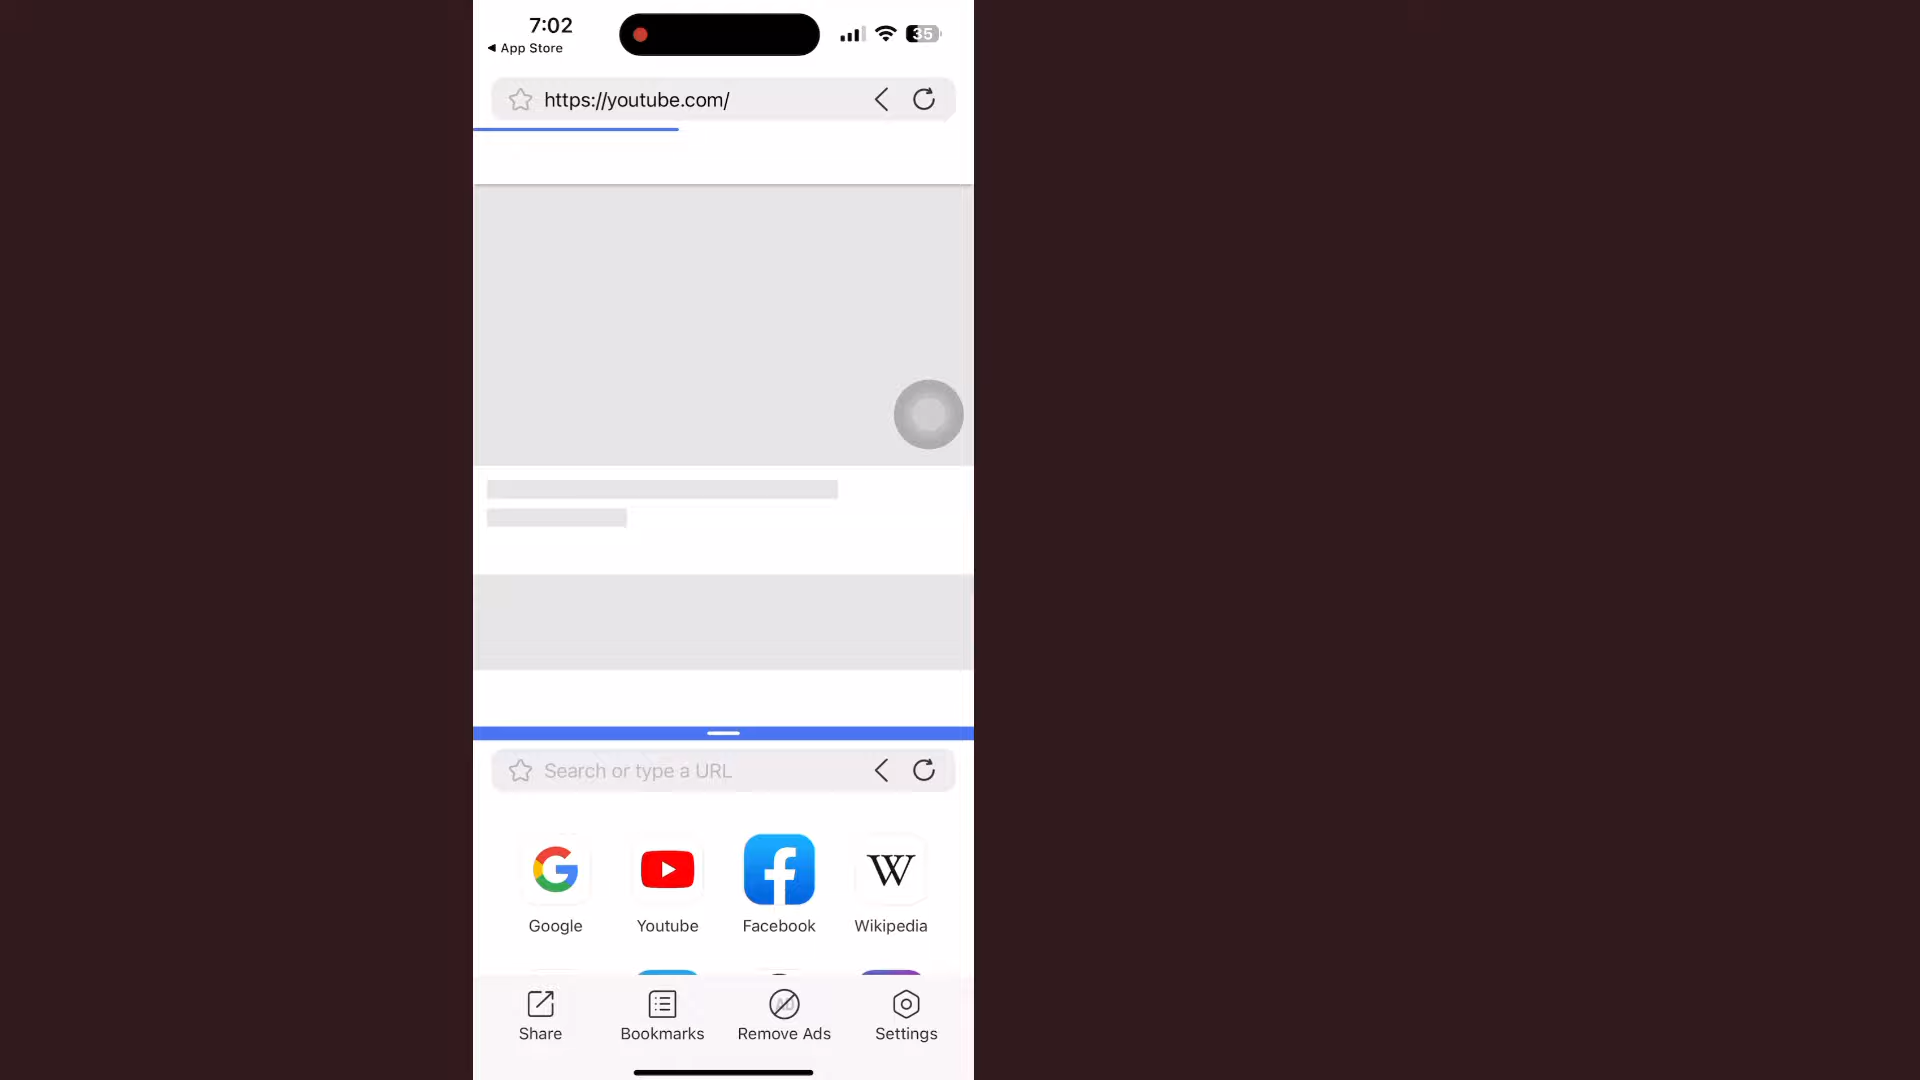 7:02
◀ App Store
35
https://youtube.com/
Search or type a URL
Google
Youtube
Facebook
Wikipedia
Share
Bookmarks
AD
Remove Ads
Settings